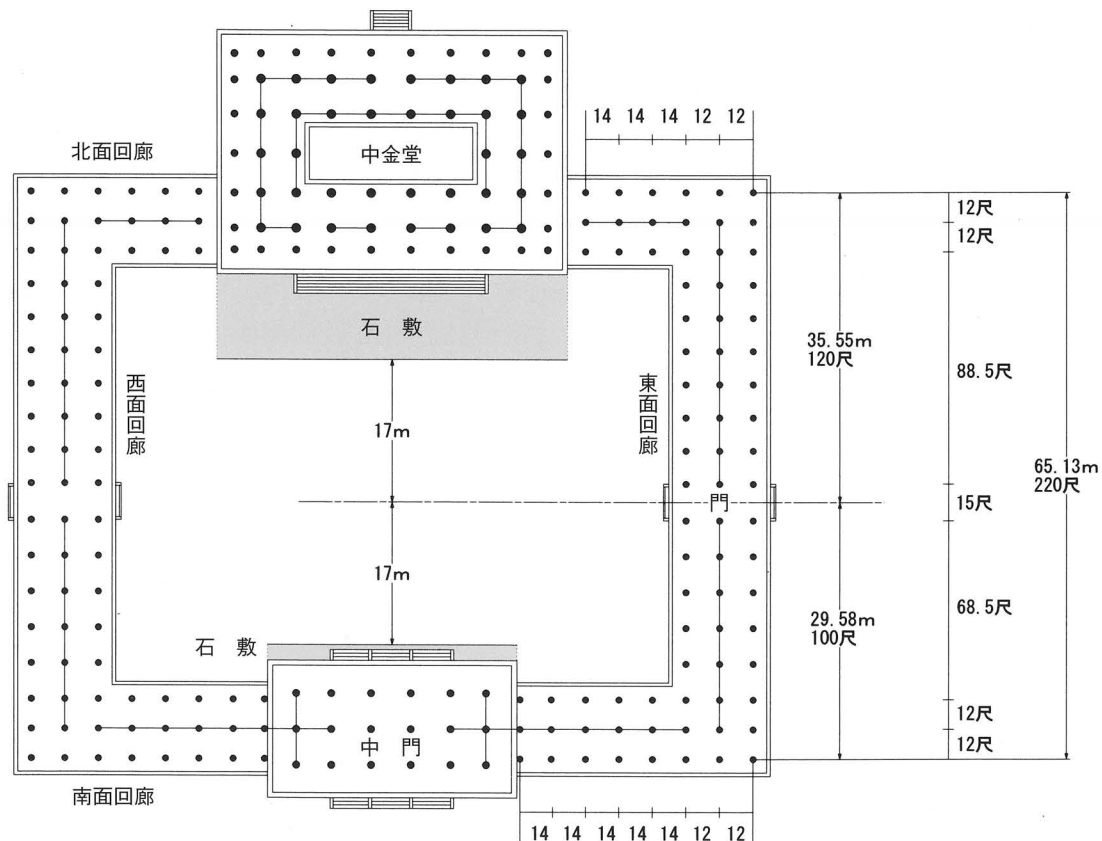 14 14 14 12 12
北面回廊
中金堂
12尺
12尺
石 敷
35.55m
120尺
88.5尺
西面回廊
東面回廊
17m
65.13m
220尺
門
15尺
17m
68.5尺
29.58m
100尺
石 敷
12尺
12尺
中 門
南面回廊
14 14 14 14 14 12 12